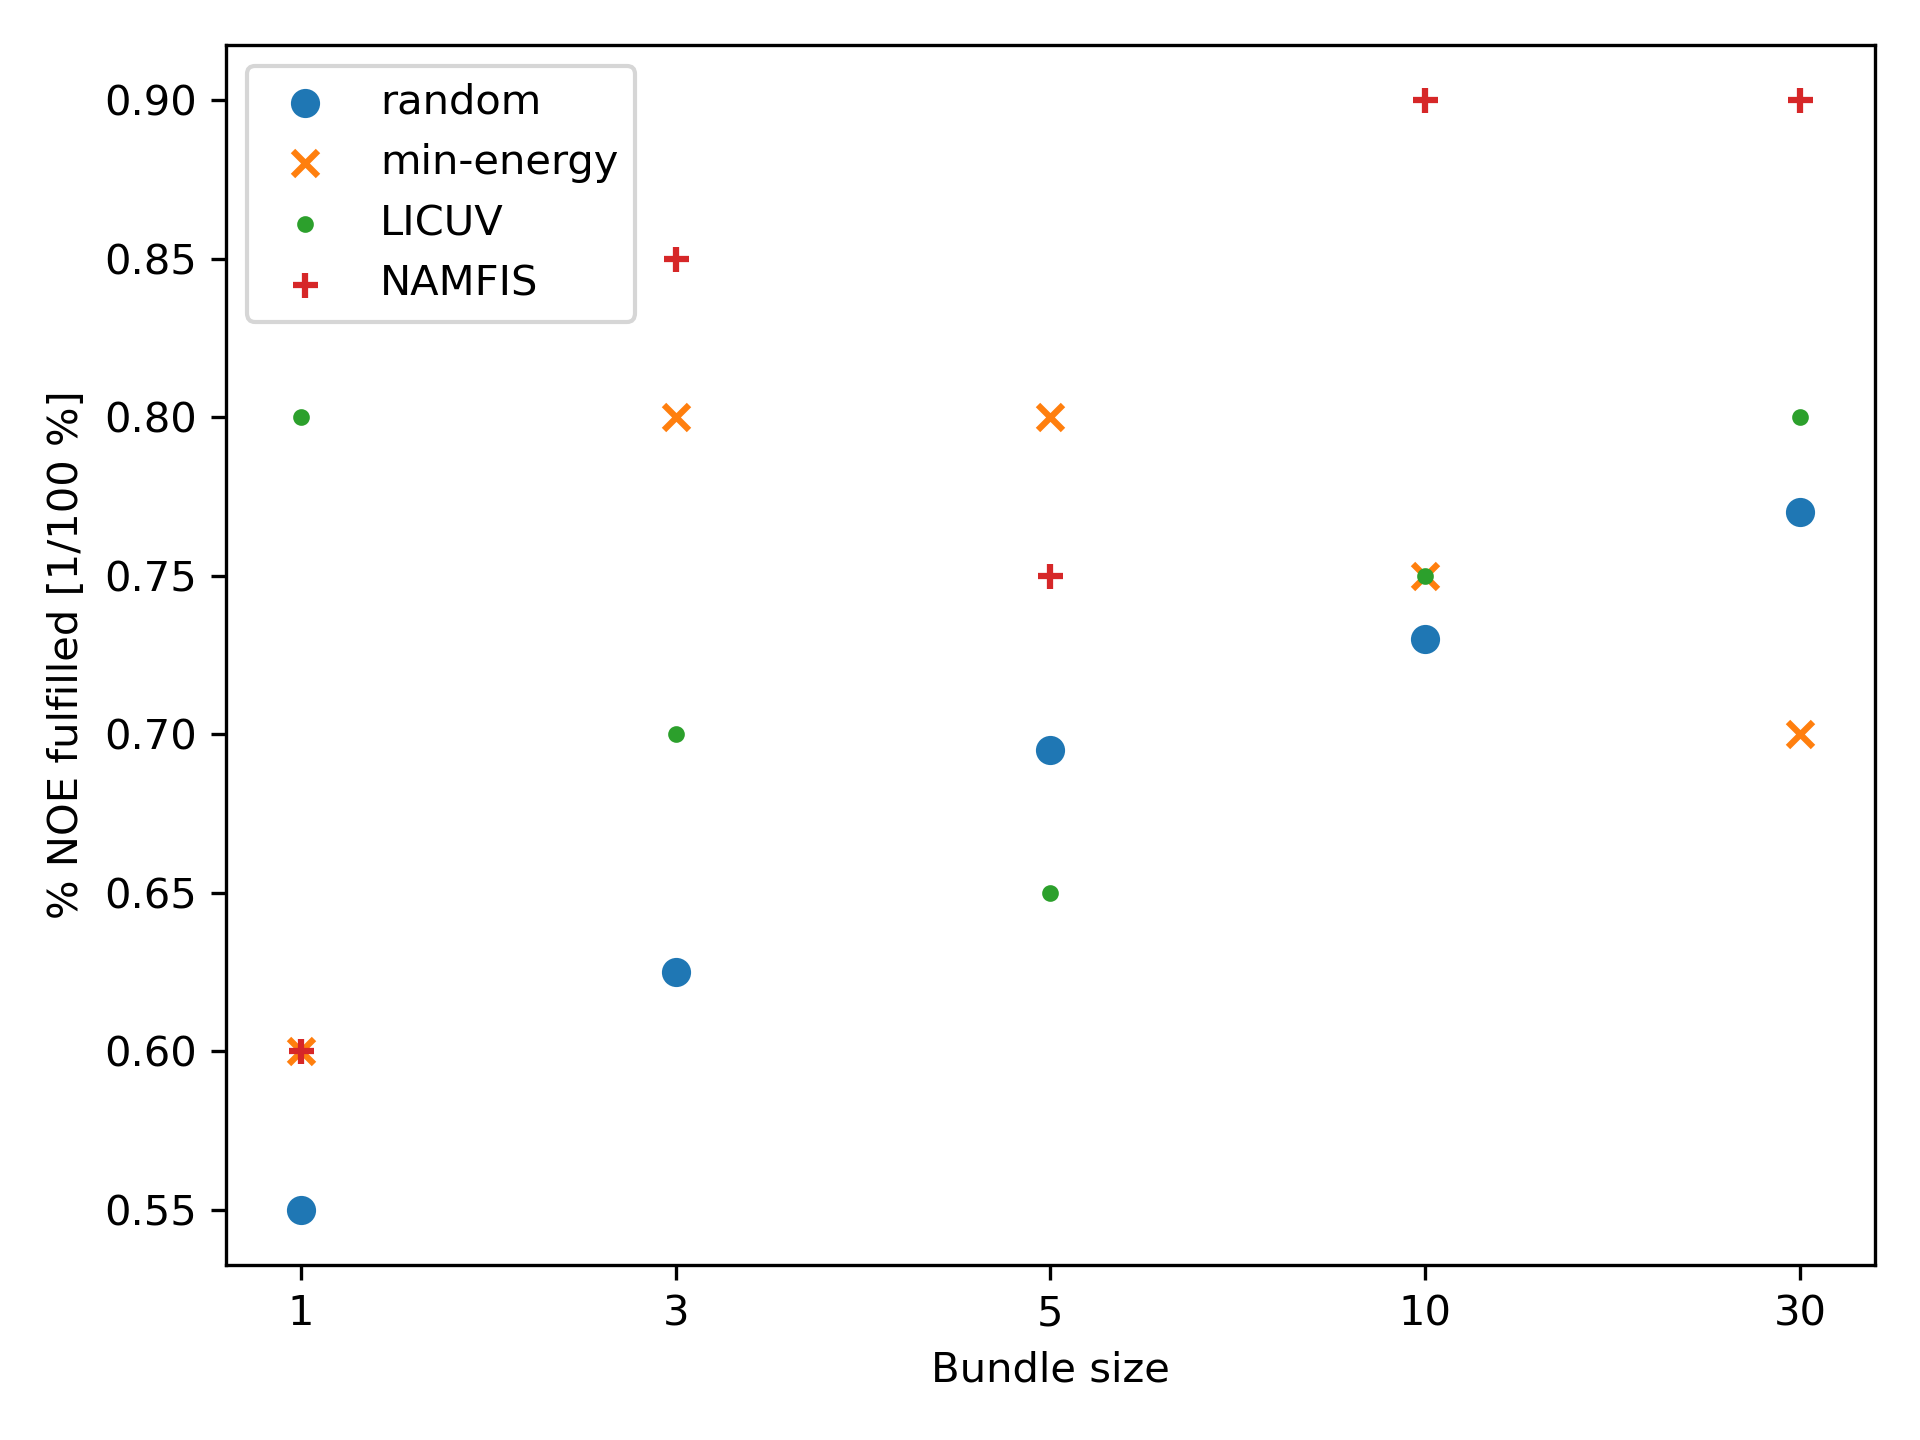 random
min-energy
LICUV
NAMFIS
0.90
0.85
0.80
0.75
0.70
0.65
0.60
0.55
% NOE fulfilled [1/100 %]
1 3 5 10 30
Bundle size